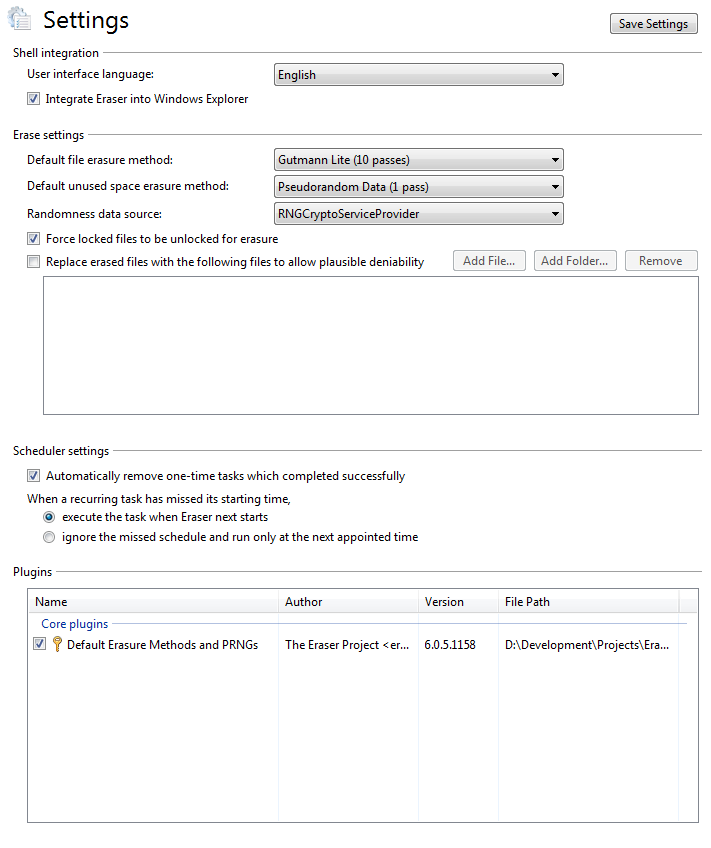 Settings
Save Settings
Shell integration
User interface language: English
Integrate Eraser into Windows Explorer
Erase settings
Default file erasure method: Gutmann Lite (10 passes)
Default unused space erasure method: Pseudorandom Data (1 pass)
Randomness data source: RNGCryptoServiceProvider
Force locked files to be unlocked for erasure
Replace erased files with the following files to allow plausible deniability Add File... Add Folder... Remove
Scheduler settings
Automatically remove one-time tasks which completed successfully
When a recurring task has missed its starting time,
execute the task when Eraser next starts
ignore the missed schedule and run only at the next appointed time
Plugins
Name Author Version File Path
Core plugins
Default Erasure Methods and PRNGs The Eraser Project <er... 6.0.5.1158 D:\Development\Projects\Era...